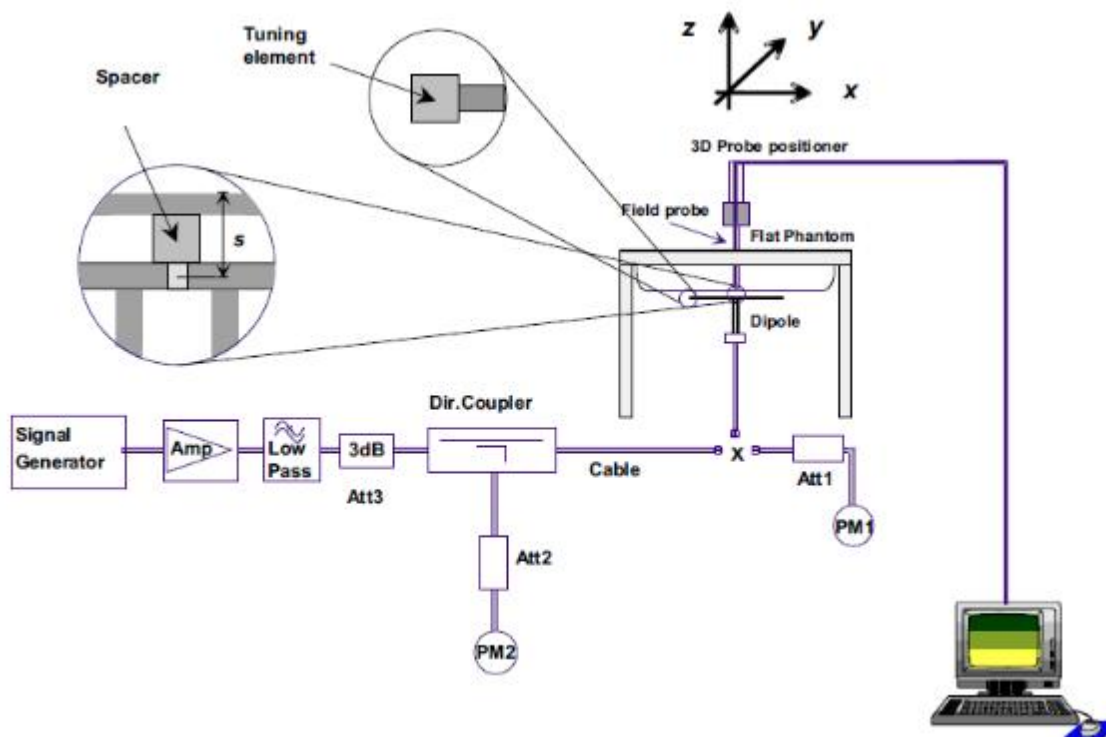 Tuning
element
Spacer
s
z
y
x
3D Probe positioner
Field probe
Flat Phantom
Dipole
Dir.Coupler
Signal
Generator
Amp
Low
Pass
3dB
Att3
Cable
X
Att1
PM1
Att2
PM2